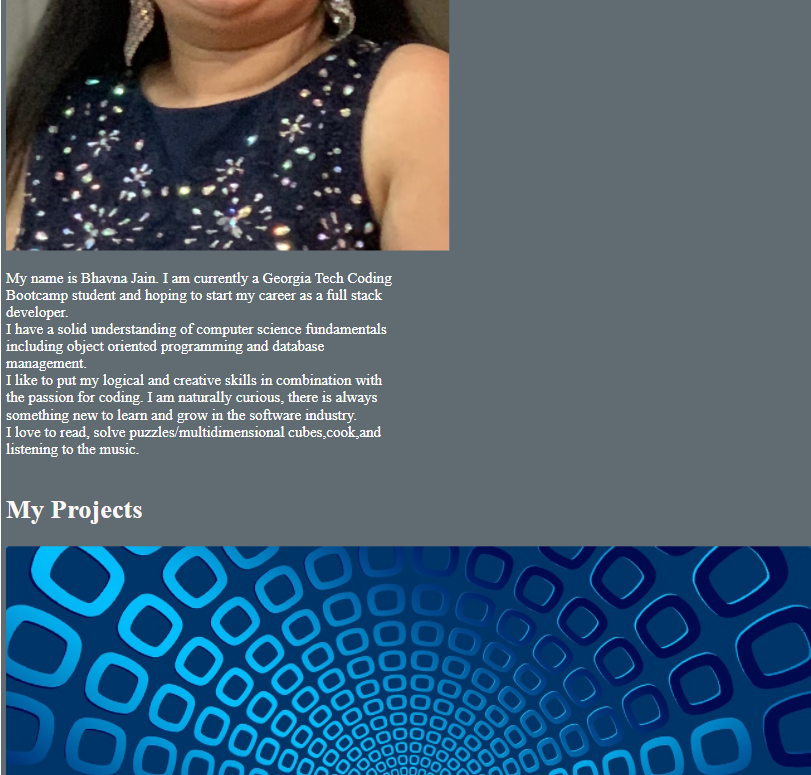 My name is Bhavna Jain. I am currently a Georgia Tech Coding
Bootcamp student and hoping to start my career as a full stack
developer.
I have a solid understanding of computer science fundamentals
including object oriented programming and database
management.
I like to put my logical and creative skills in combination with
the passion for coding. I am naturally curious, there is always
something new to learn and grow in the software industry.
I love to read, solve puzzles/multidimensional cubes,cook,and
listening to the music.
My Projects